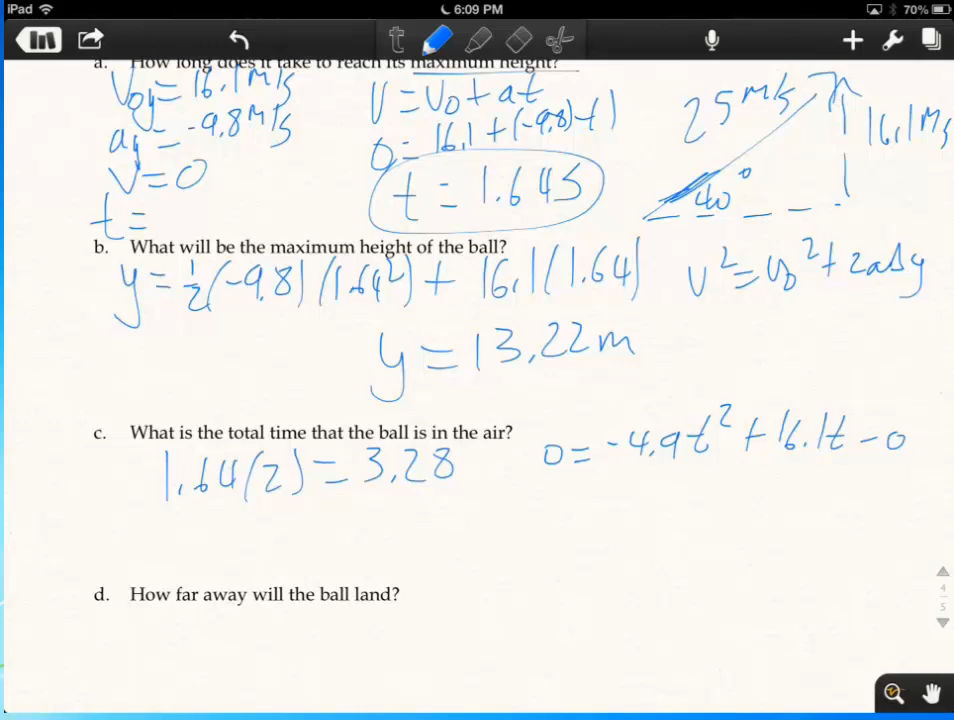 iPad 6:09 PM 70%
t
a. How long does it take to reach its maximum height?
V0y = 16.1 m/s
V = V0 + at
25 m/s
ay = -9.8 m/s
0 = 16.1 + (-9.8)t
16.1 m/s
V = 0
t = 1.64 s
40°
t =
b. What will be the maximum height of the ball?
y = 1/2 (-9.8) (1.64²) + 16.1 (1.64)
V² = V0² + 2aΔy
y = 13.22 m
c. What is the total time that the ball is in the air?
0 = -4.9t² + 16.1t - 0
1.64(2) = 3.28
d. How far away will the ball land?
4
5